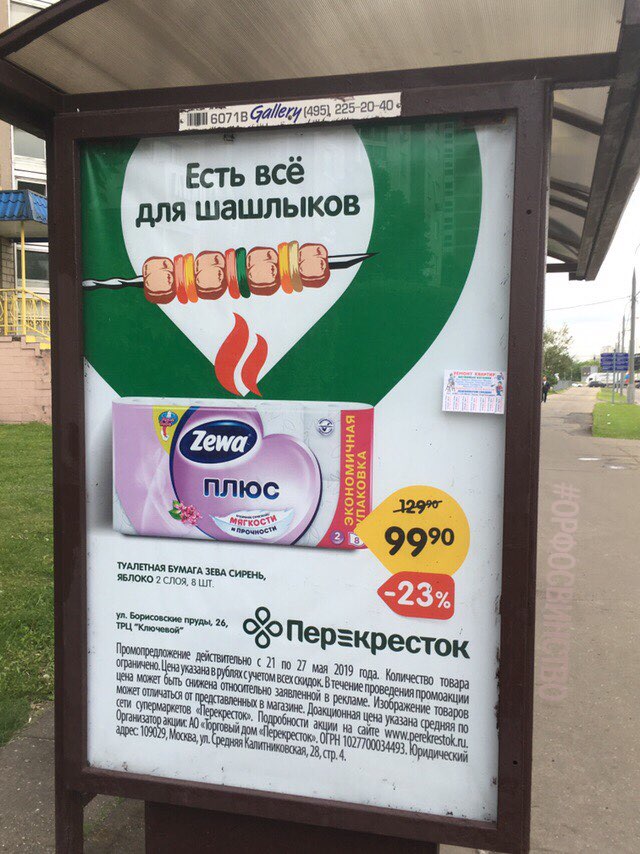 6071B Gallery (495) 225-20-40
Есть всё
для шашлыков
РЕМОНТ КВАРТИР
Zewa
ПЛЮС
МЯГКОСТИ
И ПРОЧНОСТИ
ЭКОНОМИЧНАЯ
УПАКОВКА
2 8
129⁹⁰
99⁹⁰
-23%
ТУАЛЕТНАЯ БУМАГА ЗЕВА СИРЕНЬ,
ЯБЛОКО 2 СЛОЯ, 8 ШТ.
ул. Борисовские пруды, 26,
ТРЦ "Ключевой"
Перекресток
Промопредложение действительно с 21 по 27 мая 2019 года. Количество товара
ограничено. Цена указана в рублях с учетом всех скидок. В течение проведения промоакции
цена может быть снижена относительно заявленной в рекламе. Изображение товаров
может отличаться от представленных в магазине. Доакционная цена указана средняя по
сети супермаркетов «Перекресток». Подробности акции на сайте www.perekrestok.ru.
Организатор акции: АО «Торговый дом «Перекресток». ОГРН 1027700034493. Юридический
адрес: 109029, Москва, ул. Средняя Калитниковская, 28, стр. 4.